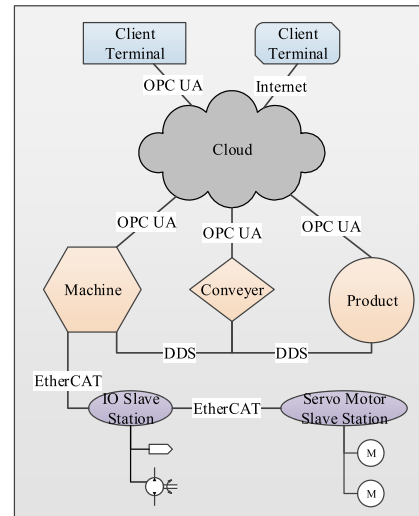 Client
Terminal
Client
Terminal
OPC UA
Internet
Cloud
OPC UA
OPC UA
OPC UA
Machine
Conveyer
Product
DDS
DDS
EtherCAT
IO Slave
Station
EtherCAT
Servo Motor
Slave Station
M
M